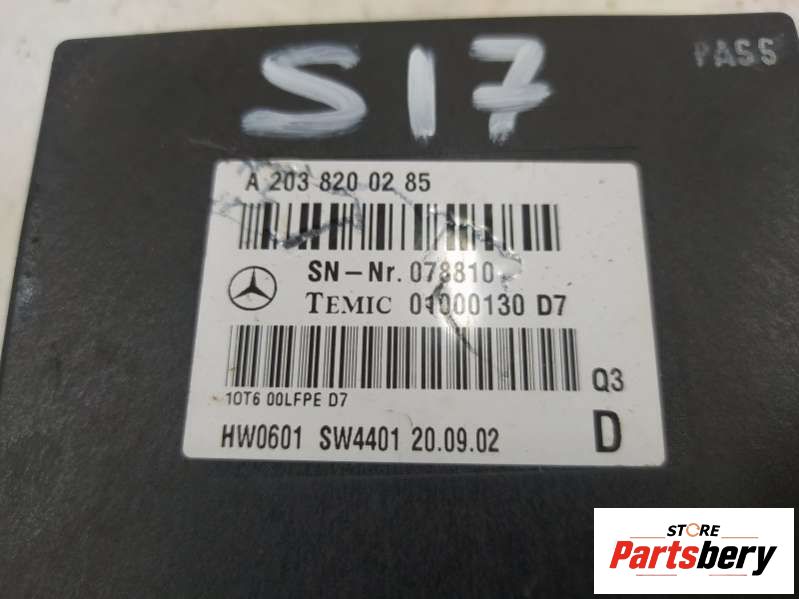 S17
PASS
A 203 820 02 85
SN-Nr. 078810
TEMIC 01000130 D7
Q3
10T6 00LFPE D7
HW0601 SW4401 20.09.02
D
STORE
Partsbery